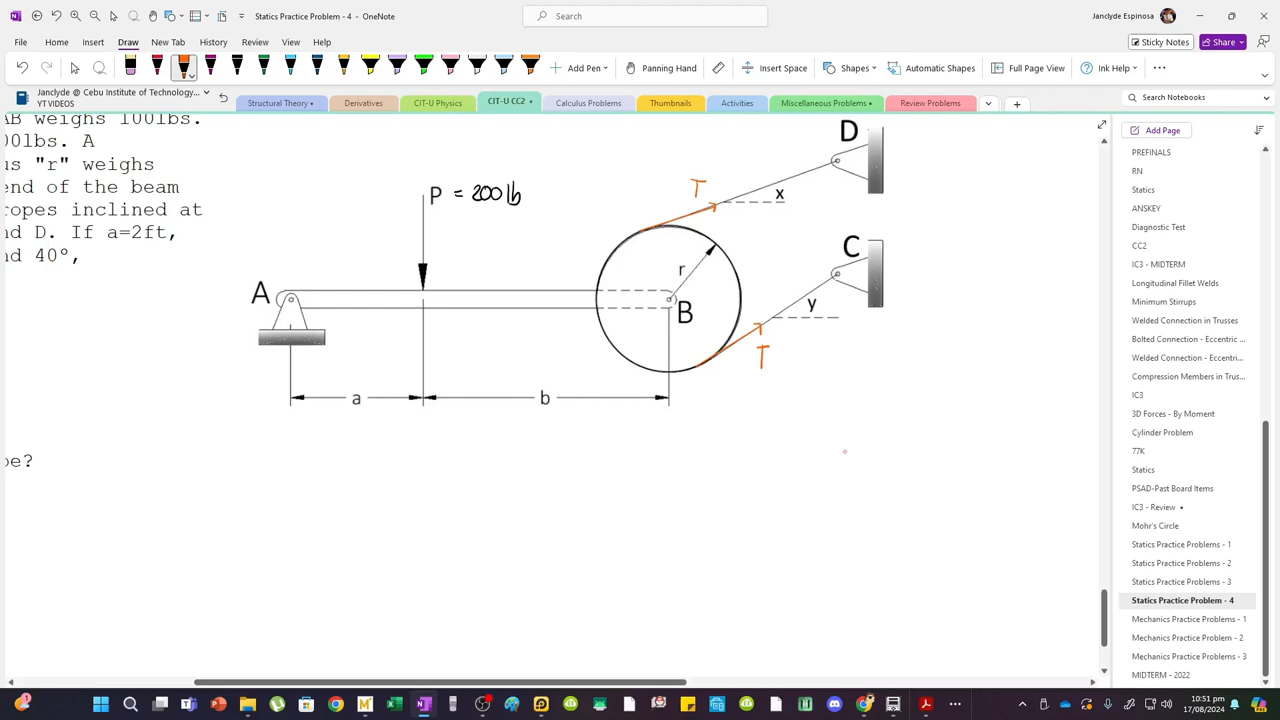 Statics Practice Problem - 4 - OneNote
Search
Janclyde Espinosa
File Home Insert Draw New Tab History Review View Help
Sticky Notes Share
Add Pen Panning Hand Insert Space Shapes Automatic Shapes Full Page View Ink Help
Janclyde @ Cebu Institute of Technology...
YT VIDEOS
Structural Theory Derivatives CIT-U Physics CIT-U CC2 Calculus Problems Thumbnails Activities Miscellaneous Problems Review Problems
Search Notebooks
Add Page
AB weighs 100lbs.
00lbs. A
us "r" weighs
end of the beam
ropes inclined at
nd D. If a=2ft,
nd 40º,
oe?
P = 200 lb
D
T
x
C
r
A
B
y
T
a
b
PREFINALS
RN
Statics
ANSKEY
Diagnostic Test
CC2
IC3 - MIDTERM
Longitudinal Fillet Welds
Minimum Stirrups
Welded Connection in Trusses
Bolted Connection - Eccentric ...
Welded Connection - Eccentri...
Compression Members in Trus...
IC3
3D Forces - By Moment
Cylinder Problem
77K
Statics
PSAD-Past Board Items
IC3 - Review
Mohr's Circle
Statics Practice Problems - 1
Statics Practice Problems - 2
Statics Practice Problems - 3
Statics Practice Problem - 4
Mechanics Practice Problems - 1
Mechanics Practice Problem - 2
Mechanics Practice Problems - 3
MIDTERM - 2022
10:51 pm
17/08/2024